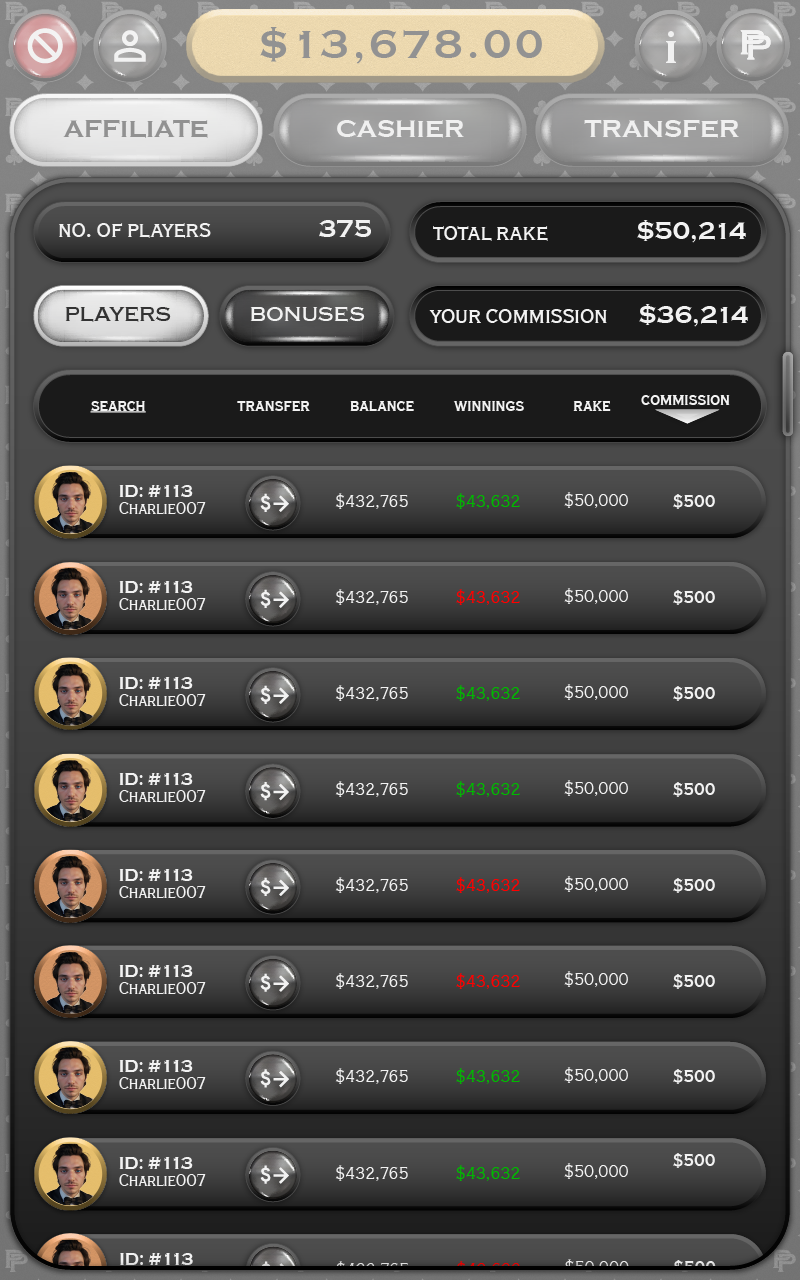 $13,678.00
i
PP
AFFILIATE CASHIER TRANSFER
NO. OF PLAYERS 375 TOTAL RAKE $50,214
PLAYERS BONUSES YOUR COMMISSION $36,214
SEARCH TRANSFER BALANCE WINNINGS RAKE COMMISSION
ID: #113
Charlie007 $→ $432,765 $43,632 $50,000 $500
ID: #113
Charlie007 $→ $432,765 $43,632 $50,000 $500
ID: #113
Charlie007 $→ $432,765 $43,632 $50,000 $500
ID: #113
Charlie007 $→ $432,765 $43,632 $50,000 $500
ID: #113
Charlie007 $→ $432,765 $43,632 $50,000 $500
ID: #113
Charlie007 $→ $432,765 $43,632 $50,000 $500
ID: #113
Charlie007 $→ $432,765 $43,632 $50,000 $500
ID: #113
Charlie007 $→ $432,765 $43,632 $50,000 $500
ID: #113